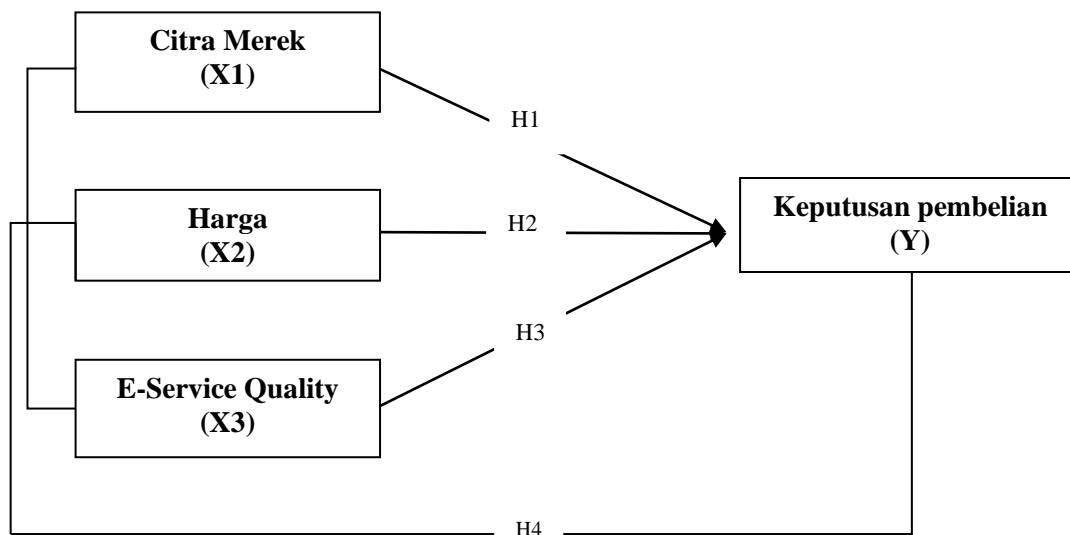 Citra Merek
(X1)
H1
Harga
(X2)
H2
Keputusan pembelian
(Y)
H3
E-Service Quality
(X3)
H4